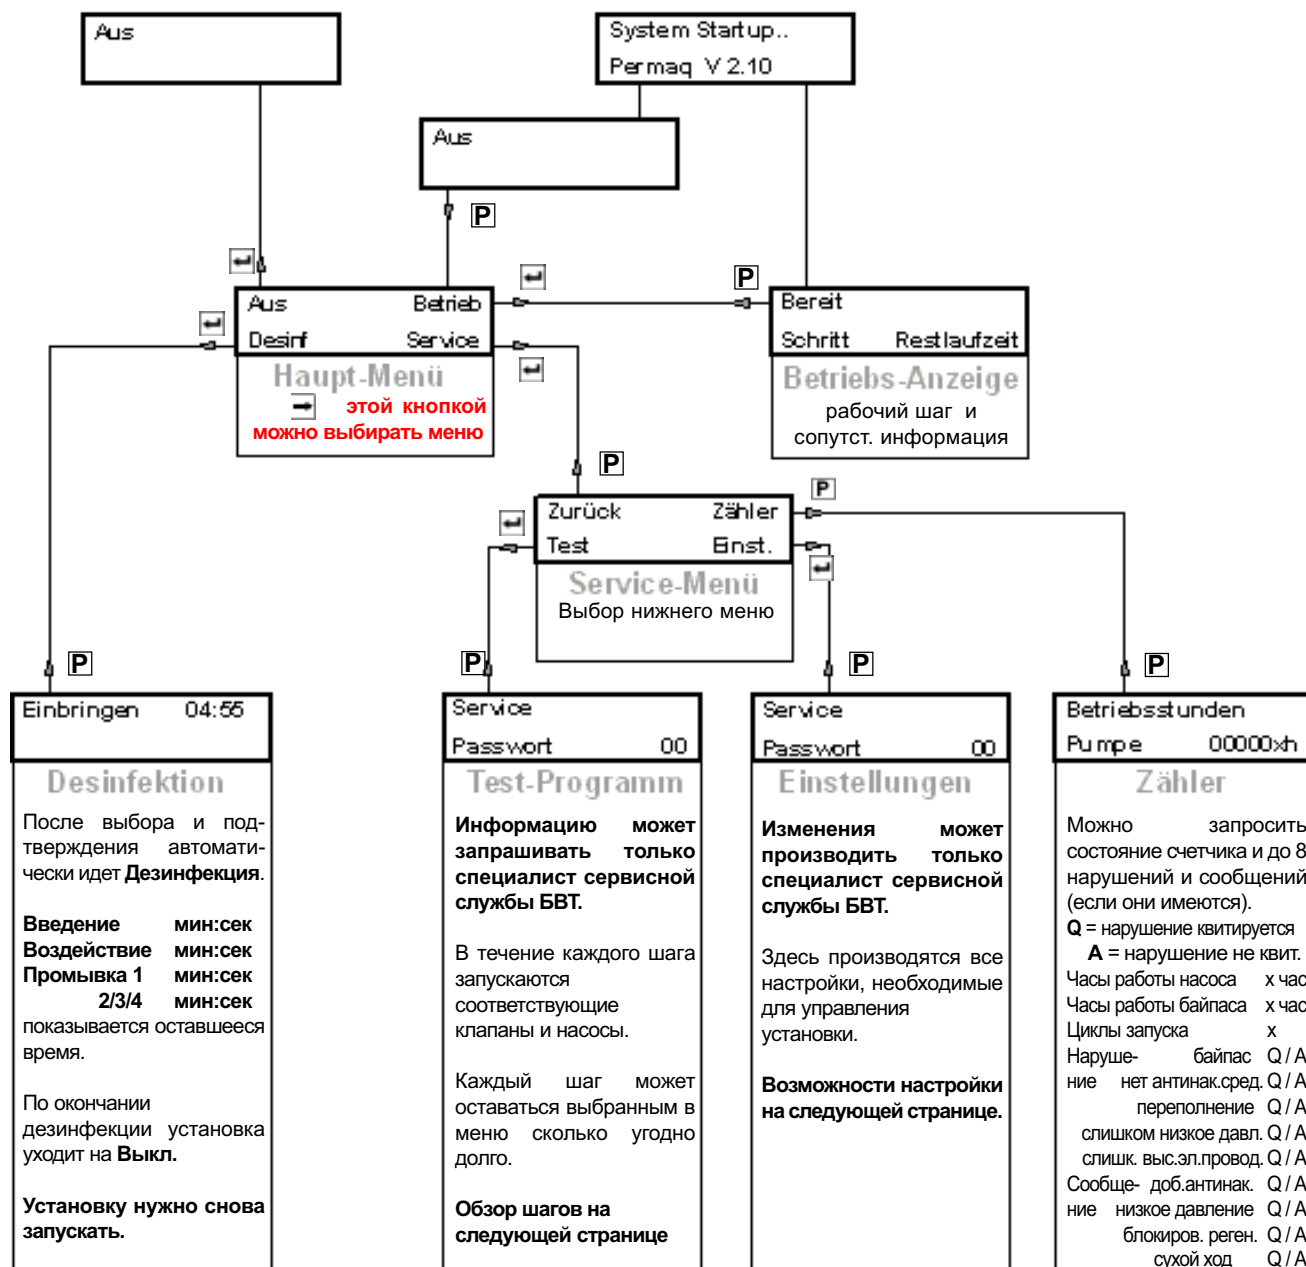 Aus
System Startup..
Permaq V 2.10
Aus
P
Aus Betrieb
Desinf Service
Haupt-Menü
этой кнопкой
можно выбирать меню
P
Bereit
Schritt Restlaufzeit
Betriebs-Anzeige
рабочий шаг и
сопутст. информация
P
P
Zurück Zähler
Test Einst.
Service-Menü
Выбор нижнего меню
P
Einbringen 04:55
Desinfektion
После выбора и под-
тверждения автомати-
чески идет Дезинфекция.
Введение мин:сек
Воздействие мин:сек
Промывка 1 мин:сек
2/3/4 мин:сек
показывается оставшееся
время.
По окончании
дезинфекции установка
уходит на Выкл.
Установку нужно снова
запускать.
P
Service
Passwort 00
Test-Programm
Информацию может
запрашивать только
специалист сервисной
службы БВТ.
В течение каждого шага
запускаются
соответствующие
клапаны и насосы.
Каждый шаг может
оставаться выбранным в
меню сколько угодно
долго.
Обзор шагов на
следующей странице
P
Service
Passwort 00
Einstellungen
Изменения может
производить только
специалист сервисной
службы БВТ.
Здесь производятся все
настройки, необходимые
для управления
установки.
Возможности настройки
на следующей странице.
P
Betriebsstunden
Pumpe 00000xh
Zähler
Можно запросить
состояние счетчика и до 8
нарушений и сообщений
(если они имеются).
Q = нарушение квитируется
A = нарушение не квит.
Часы работы насоса х час
Часы работы байпаса х час
Циклы запуска х
Наруше- байпас Q / A
ние нет антинак.сред. Q / A
переполнение Q / A
слишком низкое давл. Q / A
слишк. выс.эл.провод. Q / A
Сообще- доб.антинак. Q / A
ние низкое давление Q / A
блокиров. реген. Q / A
сухой ход Q / A